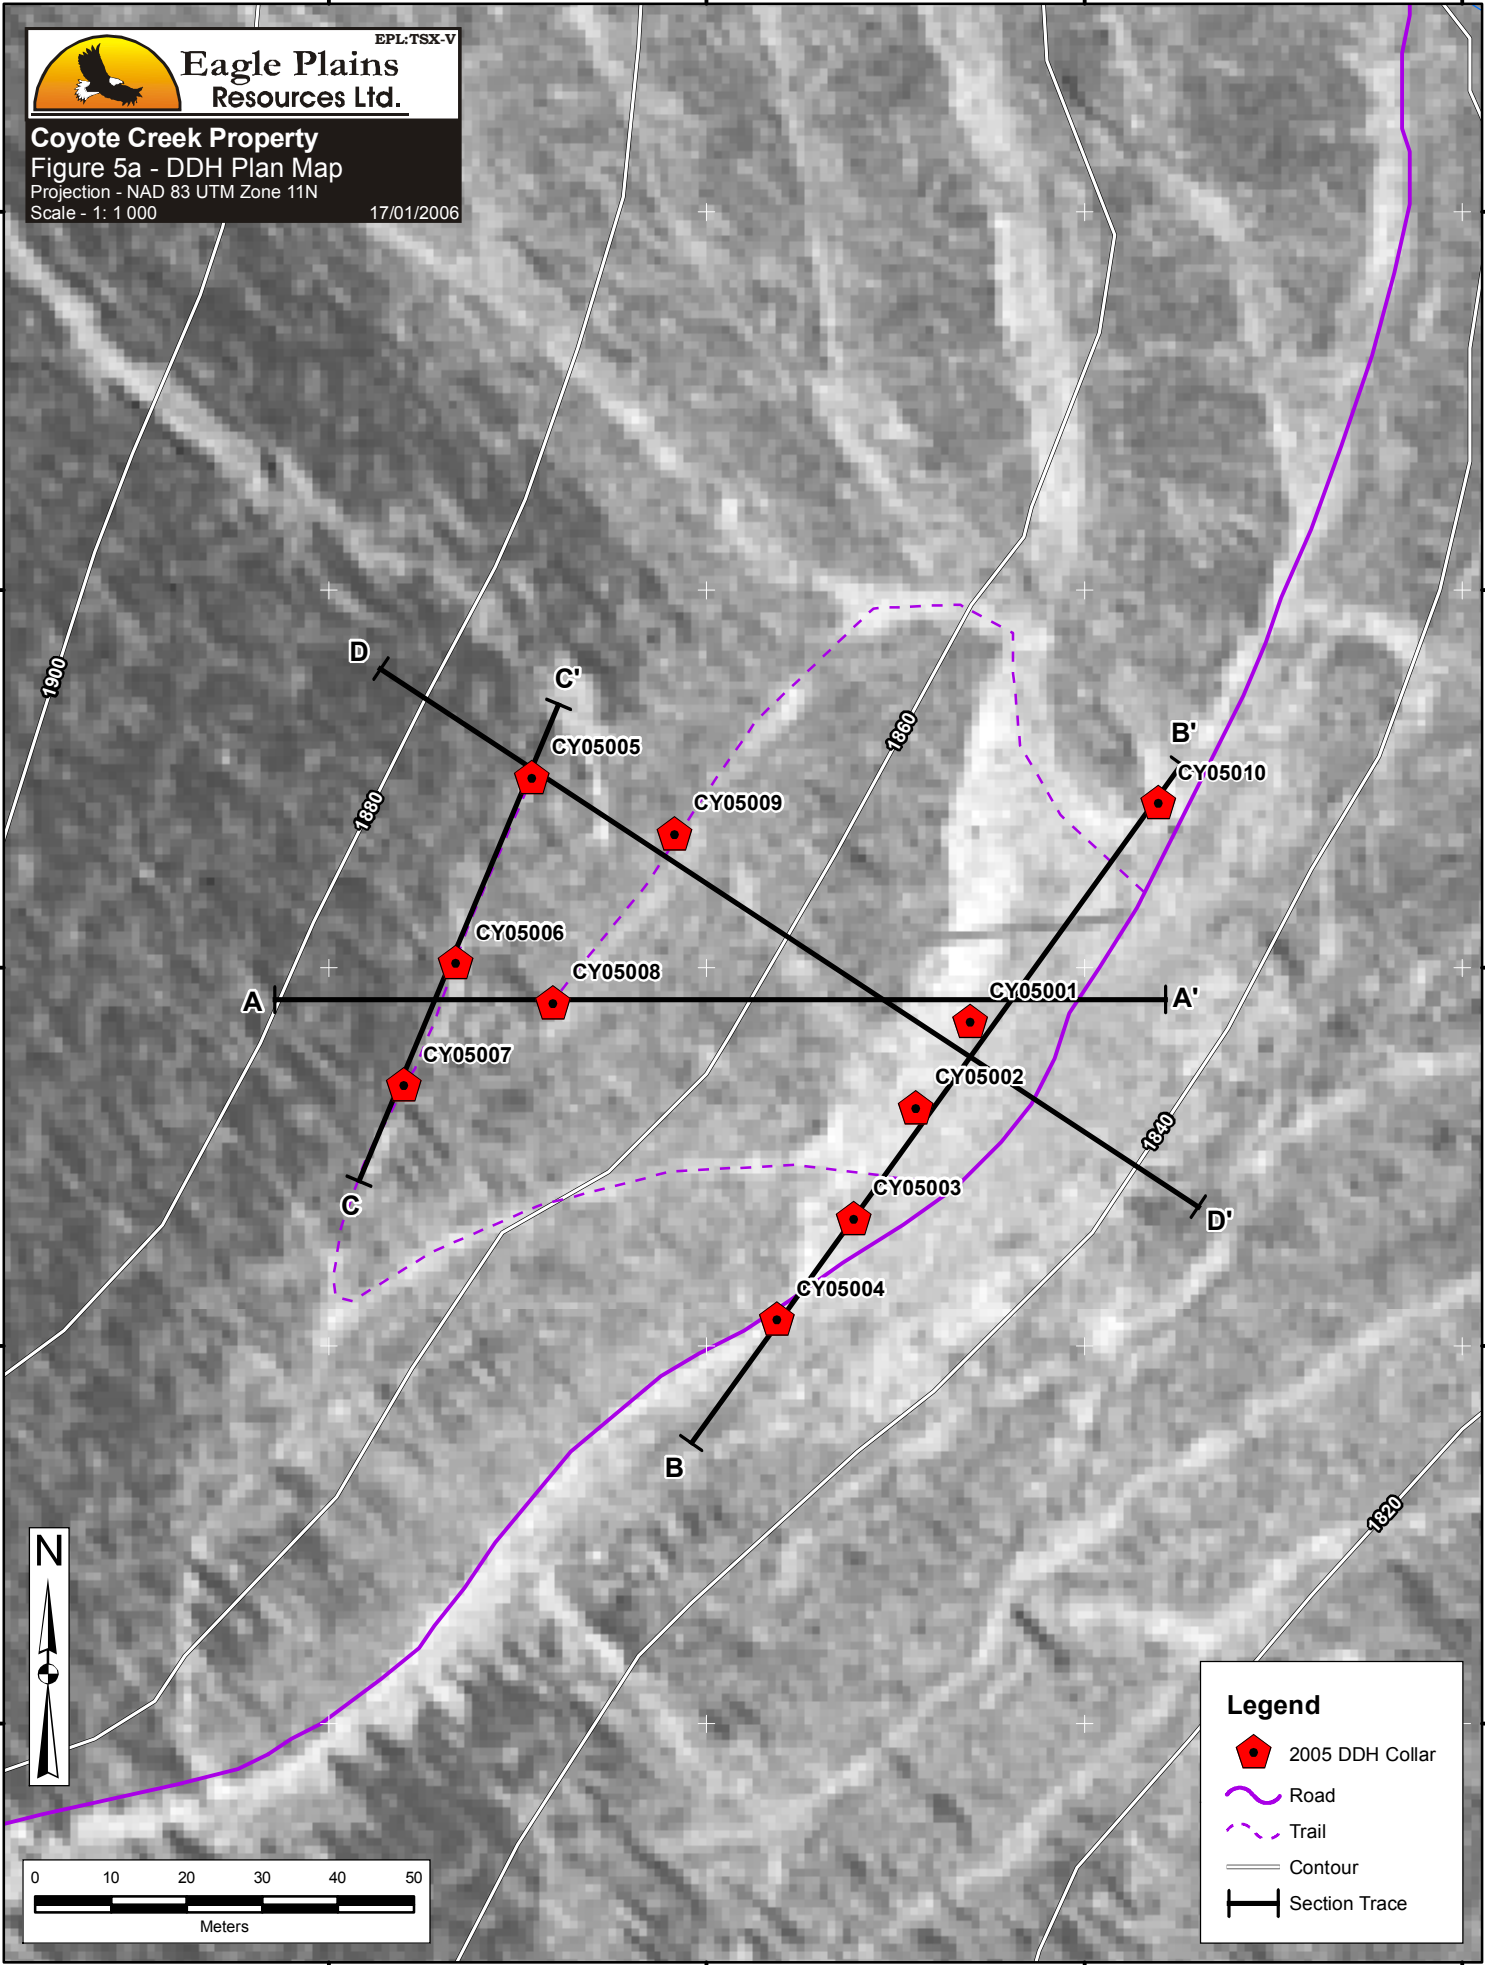 EPL:TSX-V
Eagle Plains
Resources Ltd.
Coyote Creek Property
Figure 5a - DDH Plan Map
Projection - NAD 83 UTM Zone 11N
Scale - 1: 1 000 17/01/2006
D
C'
1900
CY05005
1860
B'
CY05010
1880
CY05009
CY05006
CY05008
A
CY05001
A'
CY05007
CY05002
1840
C
CY05003
D'
CY05004
B
1820
N
Legend
2005 DDH Collar
Road
Trail
Contour
Section Trace
0 10 20 30 40 50
Meters